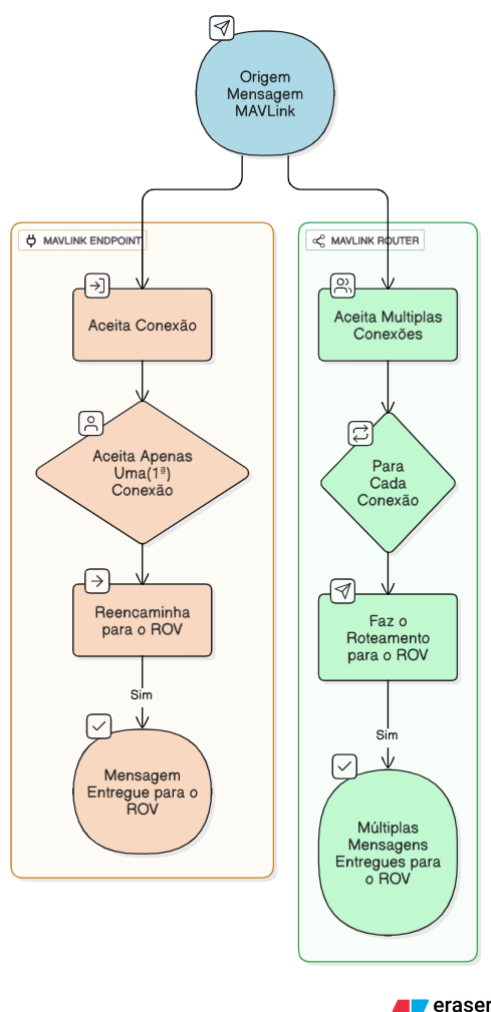 Origem
Mensagem
MAVLink
MAVLINK ENDPOINT
Aceita Conexão
Aceita Apenas
Uma(1ª)
Conexão
Reencaminha
para o ROV
Sim
Mensagem
Entregue para o
ROV
MAVLINK ROUTER
Aceita Multiplas
Conexões
Para
Cada
Conexão
Faz o
Roteamento
para o ROV
Sim
Múltiplas
Mensagens
Entregues para
o ROV
eraser